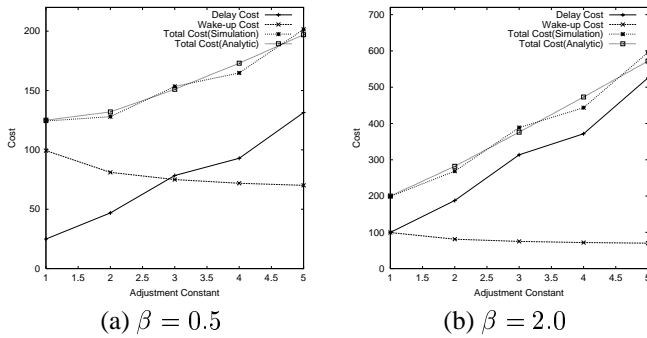 Delay Cost
Wake-up Cost
Total Cost(Simulation)
Total Cost(Analytic)
200
150
100
50
0
Cost
1 1.5 2 2.5 3 3.5 4 4.5 5
Adjustment Constant
(a) β = 0.5
Delay Cost
Wake-up Cost
Total Cost(Simulation)
Total Cost(Analytic)
700
600
500
400
300
200
100
0
Cost
1 1.5 2 2.5 3 3.5 4 4.5 5
Adjustment Constant
(b) β = 2.0